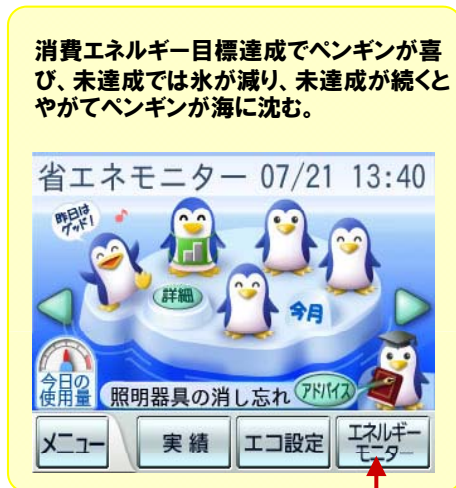 消費エネルギー目標達成でペンギンが喜
び、未達成では氷が減り、未達成が続くと
やがてペンギンが海に沈む。
省エネモニター 07/21 13:40
昨日は
グッド!
詳細
今月
今日の
使用量
照明器具の消し忘れ
アドバイス
メニュー
実績
エコ設定
エネルギー
モニター